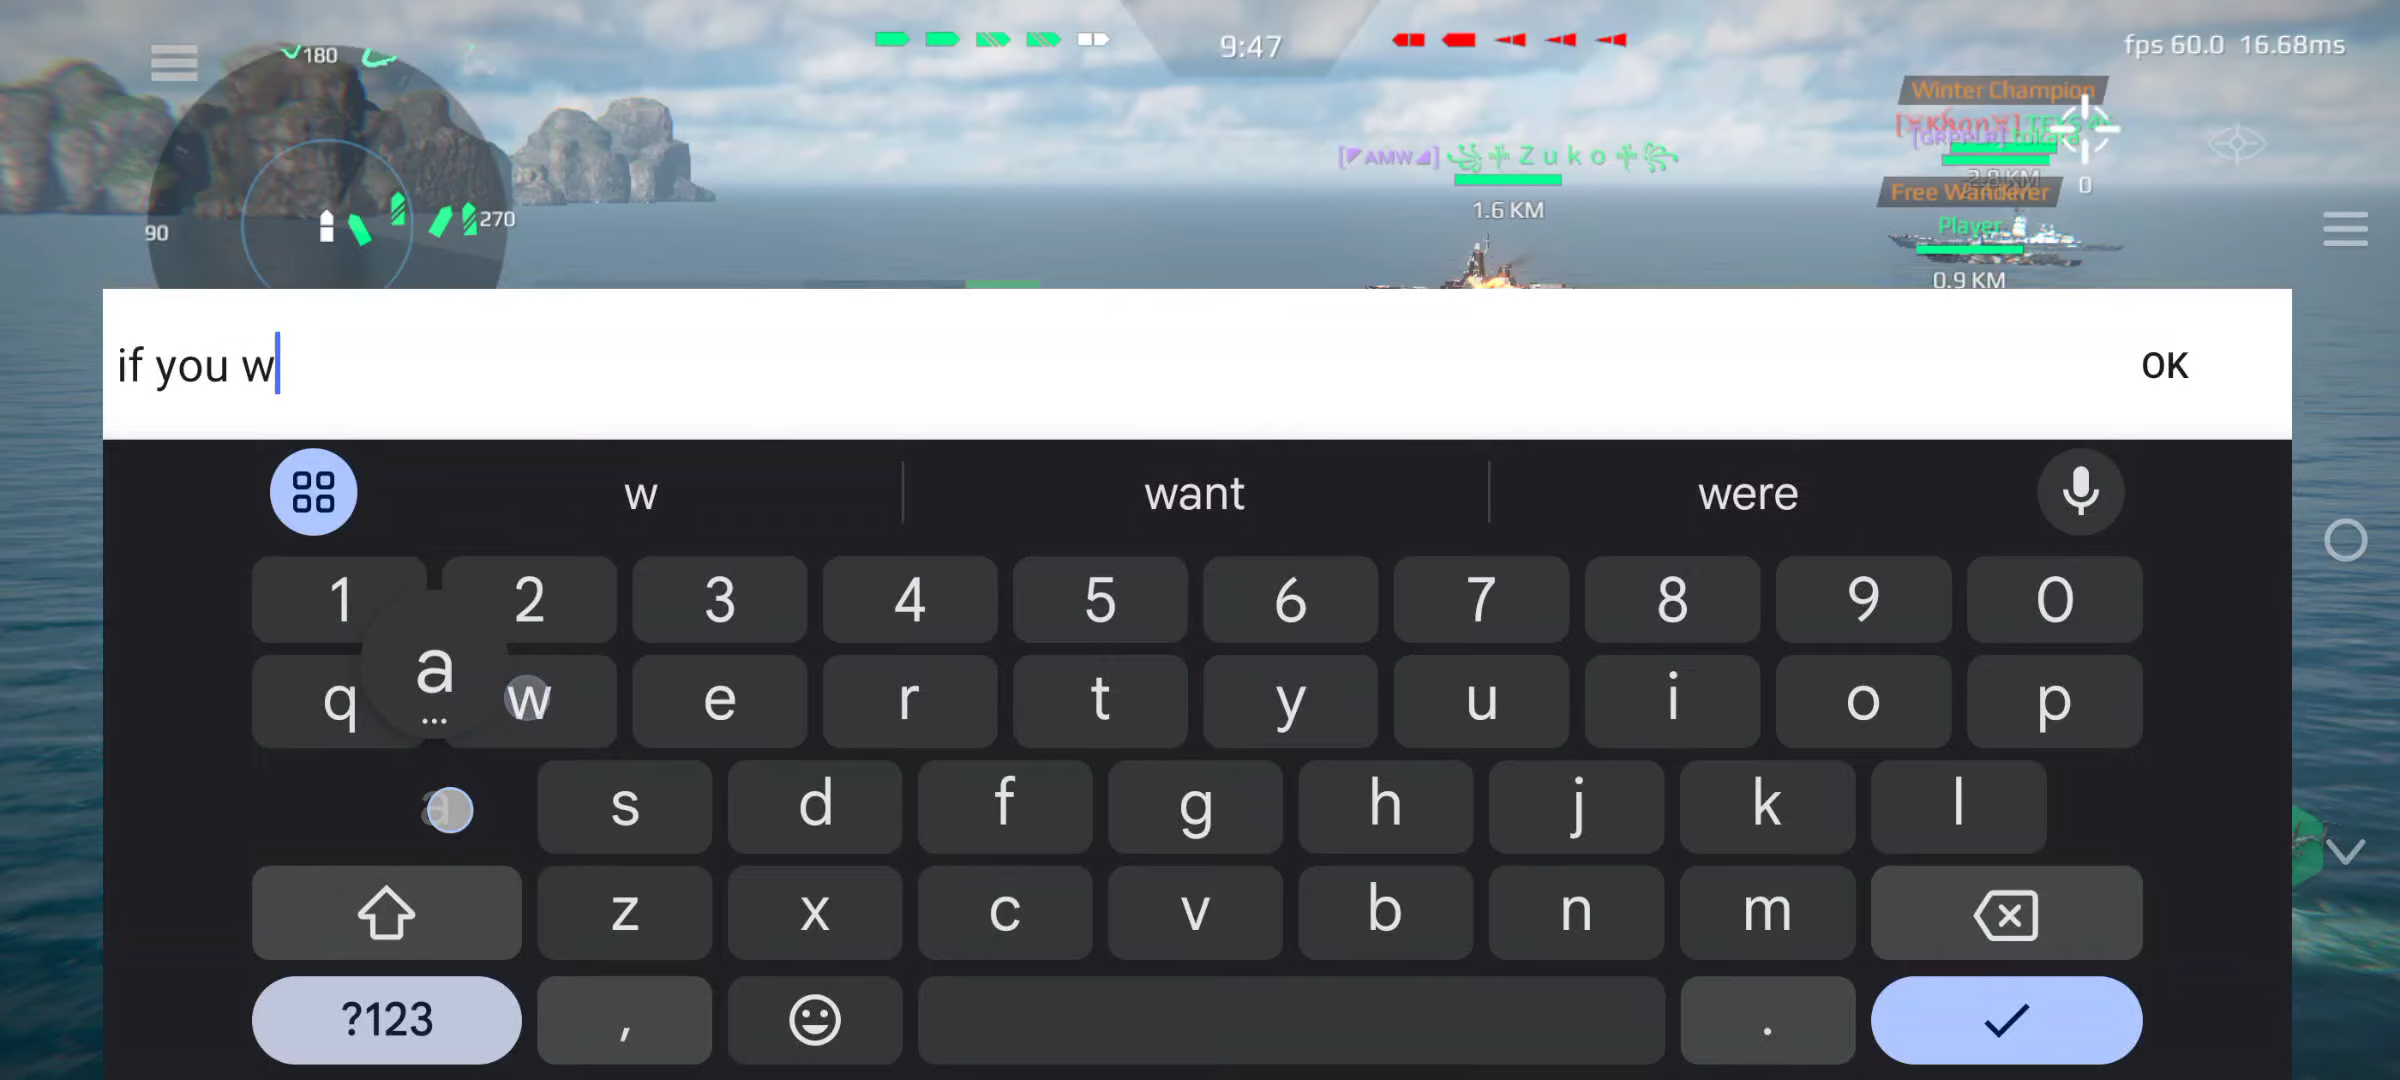 180
9:47
fps 60.0 16.68ms
Winter Champion
[◤AMW◢] Zuko
1.6 KM
Free Wanderer
0
90
270
Player
0.9 KM
if you w
OK
w
want
were
1 2 3 4 5 6 7 8 9 0
a
q w e r t y u i o p
a s d f g h j k l
z x c v b n m
?123 , .